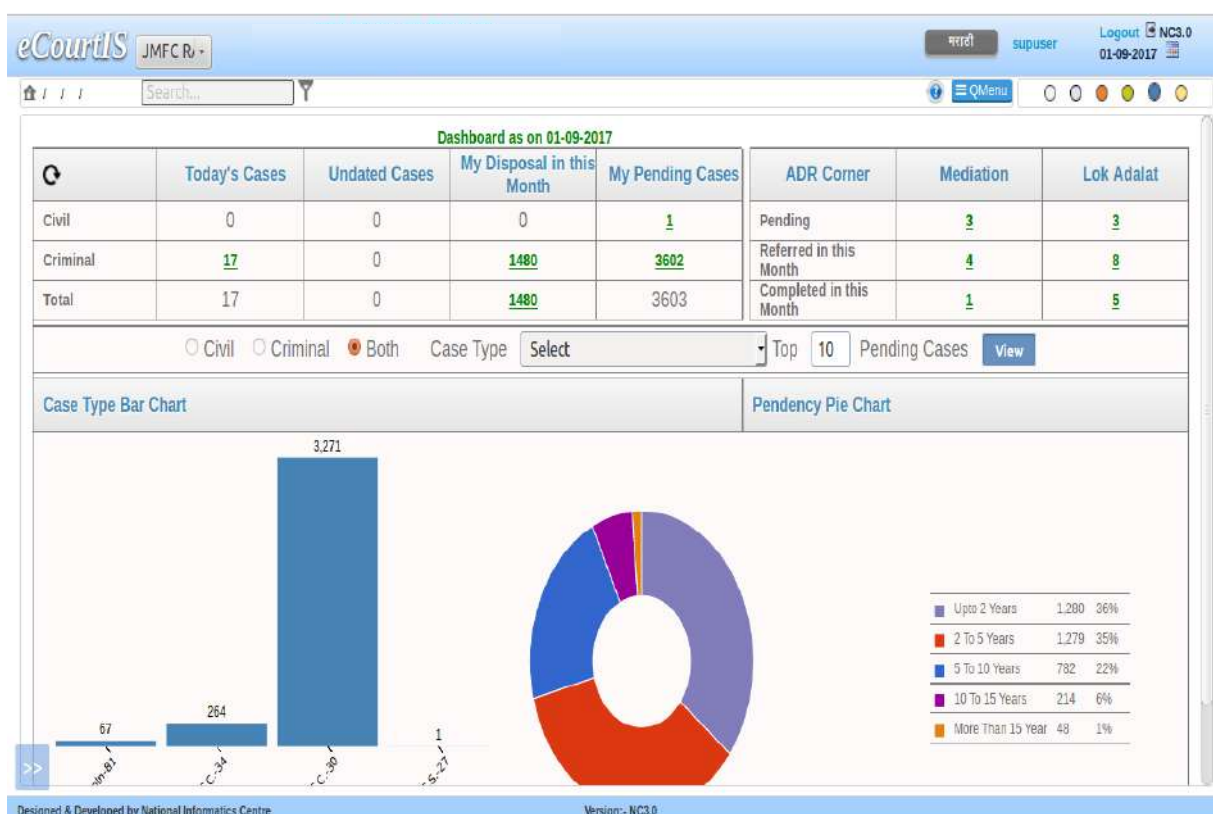 eCourtIS JMFC R मराठी supuser Logout NC3.0
01-09-2017
/ / / Search... QMenu
Dashboard as on 01-09-2017
Today's Cases Undated Cases My Disposal in this Month My Pending Cases ADR Corner Mediation Lok Adalat
Civil 0 0 0 1 Pending 3 3
Criminal 17 0 1480 3602 Referred in this Month 4 8
Total 17 0 1480 3603 Completed in this Month 1 5
Civil Criminal Both Case Type Select Top 10 Pending Cases View
Case Type Bar Chart Pendency Pie Chart
3,271
264
67
1
Upto 2 Years 1,280 36%
2 To 5 Years 1,279 35%
5 To 10 Years 782 22%
10 To 15 Years 214 6%
More Than 15 Year 48 1%
C.-34 C.-30 S.-27
>>
Designed & Developed by National Informatics Centre Version:- NC3.0